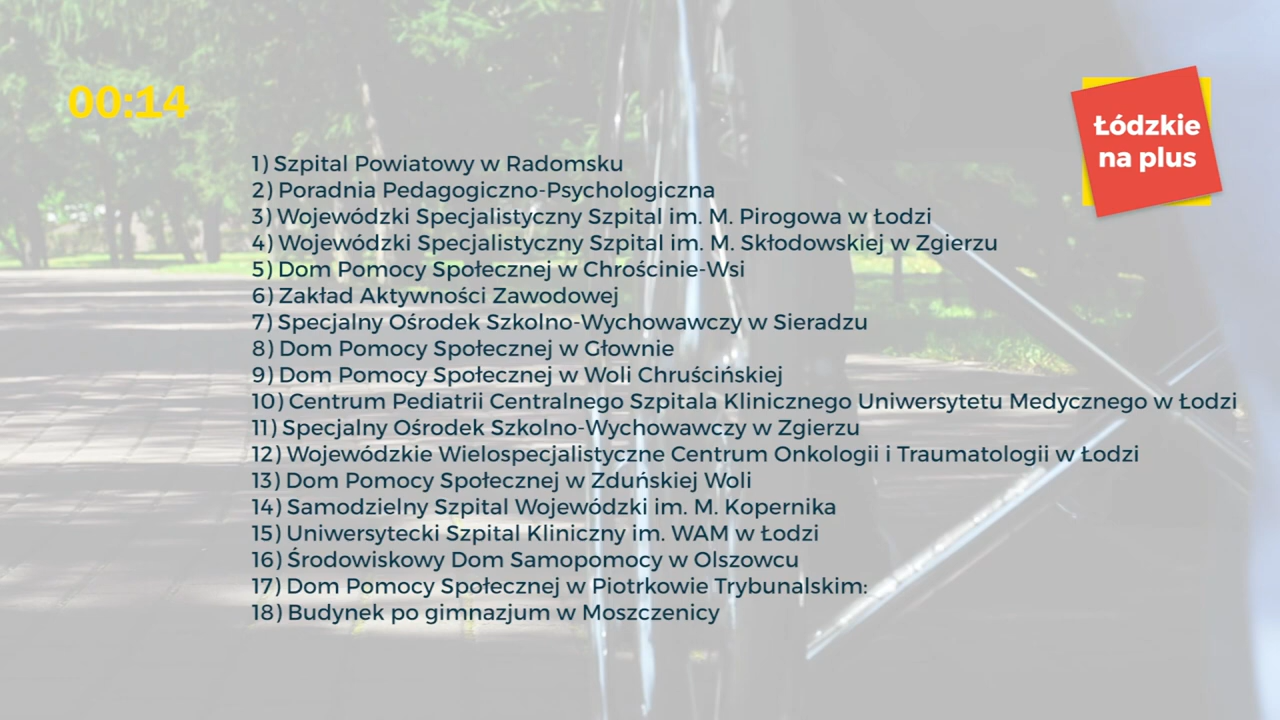 00:14
Łódzkie
na plus
1) Szpital Powiatowy w Radomsku
2) Poradnia Pedagogiczno-Psychologiczna
3) Wojewódzki Specjalistyczny Szpital im. M. Pirogowa w Łodzi
4) Wojewódzki Specjalistyczny Szpital im. M. Skłodowskiej w Zgierzu
5) Dom Pomocy Społecznej w Chrościnie-Wsi
6) Zakład Aktywności Zawodowej
7) Specjalny Ośrodek Szkolno-Wychowawczy w Sieradzu
8) Dom Pomocy Społecznej w Głownie
9) Dom Pomocy Społecznej w Woli Chruścińskiej
10) Centrum Pediatrii Centralnego Szpitala Klinicznego Uniwersytetu Medycznego w Łodzi
11) Specjalny Ośrodek Szkolno-Wychowawczy w Zgierzu
12) Wojewódzkie Wielospecjalistyczne Centrum Onkologii i Traumatologii w Łodzi
13) Dom Pomocy Społecznej w Zduńskiej Woli
14) Samodzielny Szpital Wojewódzki im. M. Kopernika
15) Uniwersytecki Szpital Kliniczny im. WAM w Łodzi
16) Środowiskowy Dom Samopomocy w Olszowcu
17) Dom Pomocy Społecznej w Piotrkowie Trybunalskim:
18) Budynek po gimnazjum w Moszczenicy